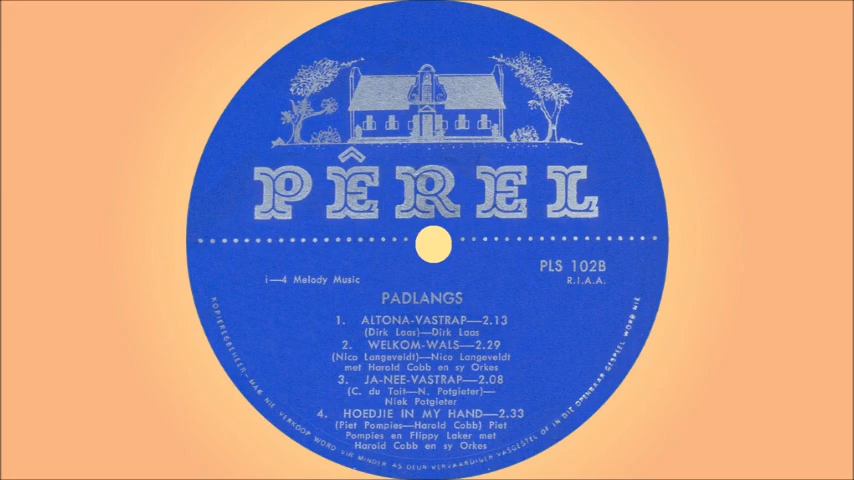 PÊREL
PLS 102B
i—4 Melody Music
R.I.A.A.
PADLANGS
1. ALTONA-VASTRAP—2.13
(Dirk Laas)—Dirk Laas
2. WELKOM-WALS—2.29
(Nico Langeveldt)—Nico Langeveldt
met Harold Cobb en sy Orkes
3. JA-NEE-VASTRAP—2.08
(C. du Toit—N. Potgieter)—
Niek Potgieter
4. HOEDJIE IN MY HAND—2.33
(Piet Pompies—Harold Cobb) Piet
Pompies en Flippy Laker met
Harold Cobb en sy Orkes
KOPIEREGBEHEER—MAG NIE VERKOOP WORD VIR MINDER AS DEUR VERVAARDIGER VASGESTEL OF IN DIE OPENBAAR GESPEEL WORD NIE